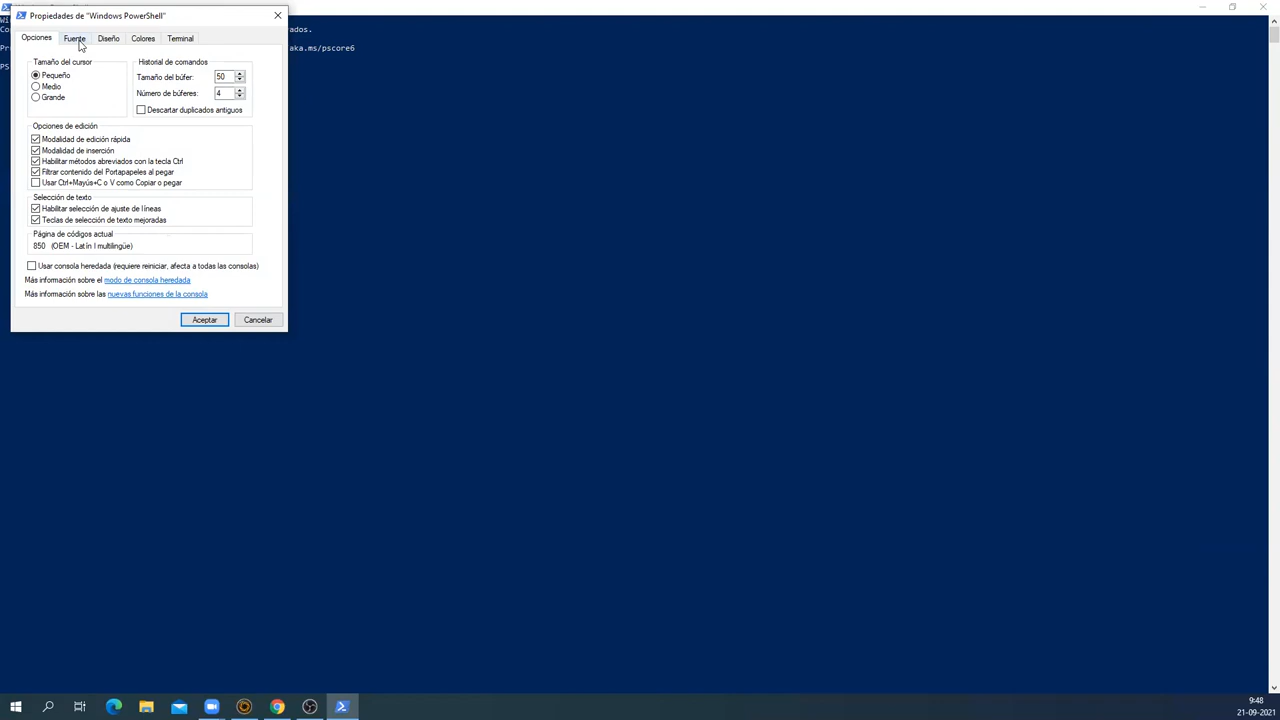 Propiedades de "Windows PowerShell"
Opciones
Fuente
Diseño
Colores
Terminal
ados.
aka.ms/pscore6
PS
Tamaño del cursor
Pequeño
Medio
Grande
Historial de comandos
Tamaño del búfer:
50
Número de búferes:
4
Descartar duplicados antiguos
Opciones de edición
Modalidad de edición rápida
Modalidad de inserción
Habilitar métodos abreviados con la tecla Ctrl
Filtrar contenido del Portapapeles al pegar
Usar Ctrl+Mayús+C o V como Copiar o pegar
Selección de texto
Habilitar selección de ajuste de líneas
Teclas de selección de texto mejoradas
Página de códigos actual
850 (OEM - Latín I multilingüe)
Usar consola heredada (requiere reiniciar, afecta a todas las consolas)
Más información sobre el modo de consola heredada
Más información sobre las nuevas funciones de la consola
Aceptar
Cancelar
9:48
21-09-2021